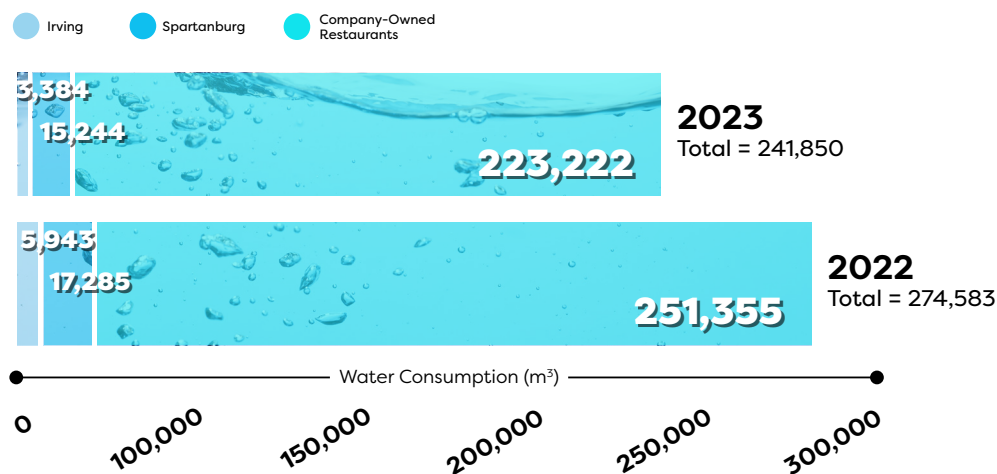 Irving
Spartanburg
Company-Owned
Restaurants
3,384
15,244
223,222
2023
Total = 241,850
5,943
17,285
251,355
2022
Total = 274,583
Water Consumption (m³)
0
100,000
150,000
200,000
250,000
300,000